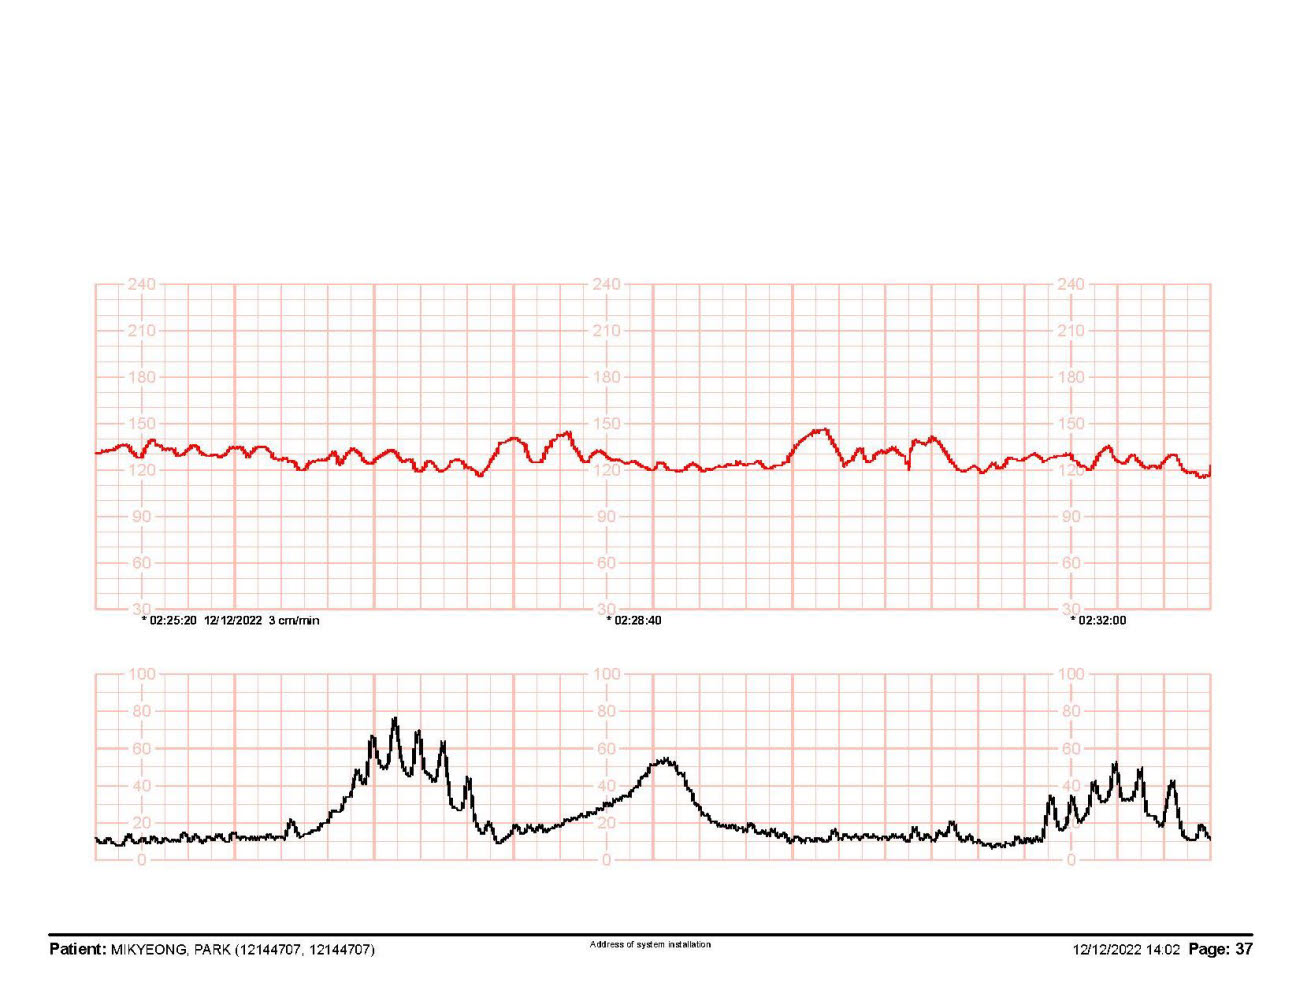 240 240 240
210 210 210
180 180 180
150 150 150
120 120 120
90 90 90
60 60 60
30 30 30
* 02:25:20 12/12/2022 3 cm/min * 02:28:40 * 02:32:00
100 100 100
80 80 80
60 60 60
40 40 40
20 20 20
0 0 0
Patient: MIKYEONG, PARK (12144707, 12144707) Address of system installation 12/12/2022 14:02 Page: 37